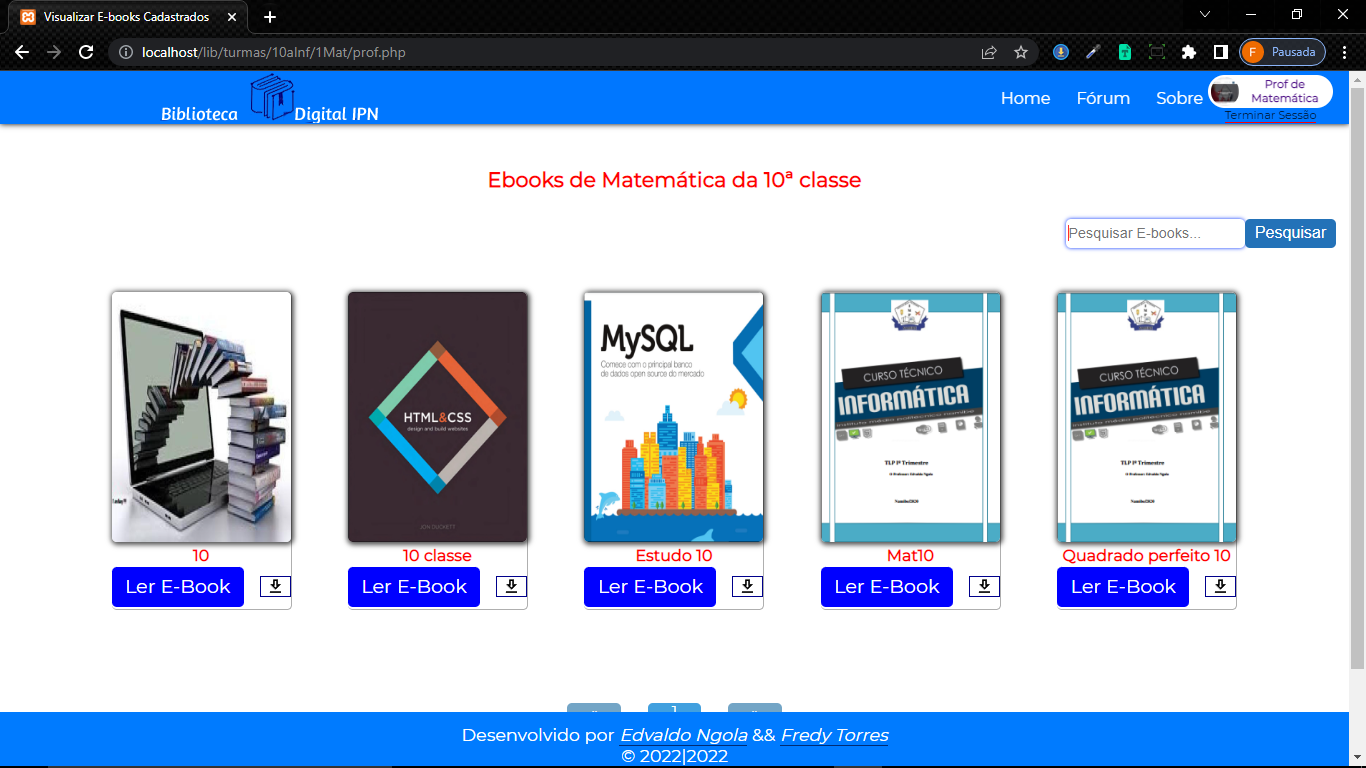 Visualizar E-books Cadastrados
localhost/lib/turmas/10aInf/1Mat/prof.php
F Pausada
Biblioteca Digital IPN
Home Fórum Sobre
Prof de
Matemática
Terminar Sessão
Ebooks de Matemática da 10ª classe
Pesquisar E-books...
Pesquisar
HTML&CSS
design and build websites
JON DUCKETT
MySQL
Comece com o principal banco
de dados open source do mercado
CURSO TÉCNICO
INFORMÁTICA
TLP 1º Trimestre
CURSO TÉCNICO
INFORMÁTICA
TLP 1º Trimestre
10
10 classe
Estudo 10
Mat10
Quadrado perfeito 10
Ler E-Book
Ler E-Book
Ler E-Book
Ler E-Book
Ler E-Book
1
Desenvolvido por Edvaldo Ngola && Fredy Torres
© 2022|2022